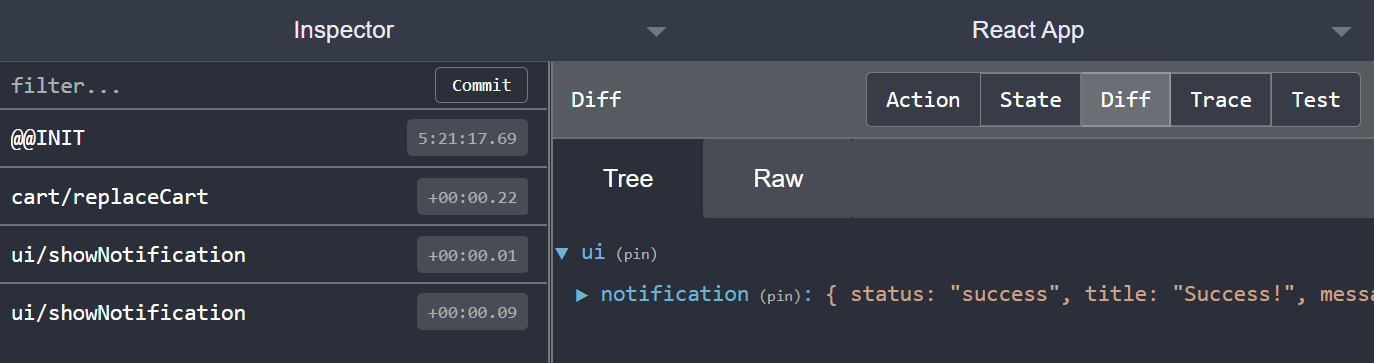 Inspector
React App
filter...
Commit
Diff
Action
State
Diff
Trace
Test
@@INIT
5:21:17.69
Tree
Raw
cart/replaceCart
+00:00.22
ui/showNotification
+00:00.01
ui (pin)
notification (pin): { status: "success", title: "Success!", messa
ui/showNotification
+00:00.09